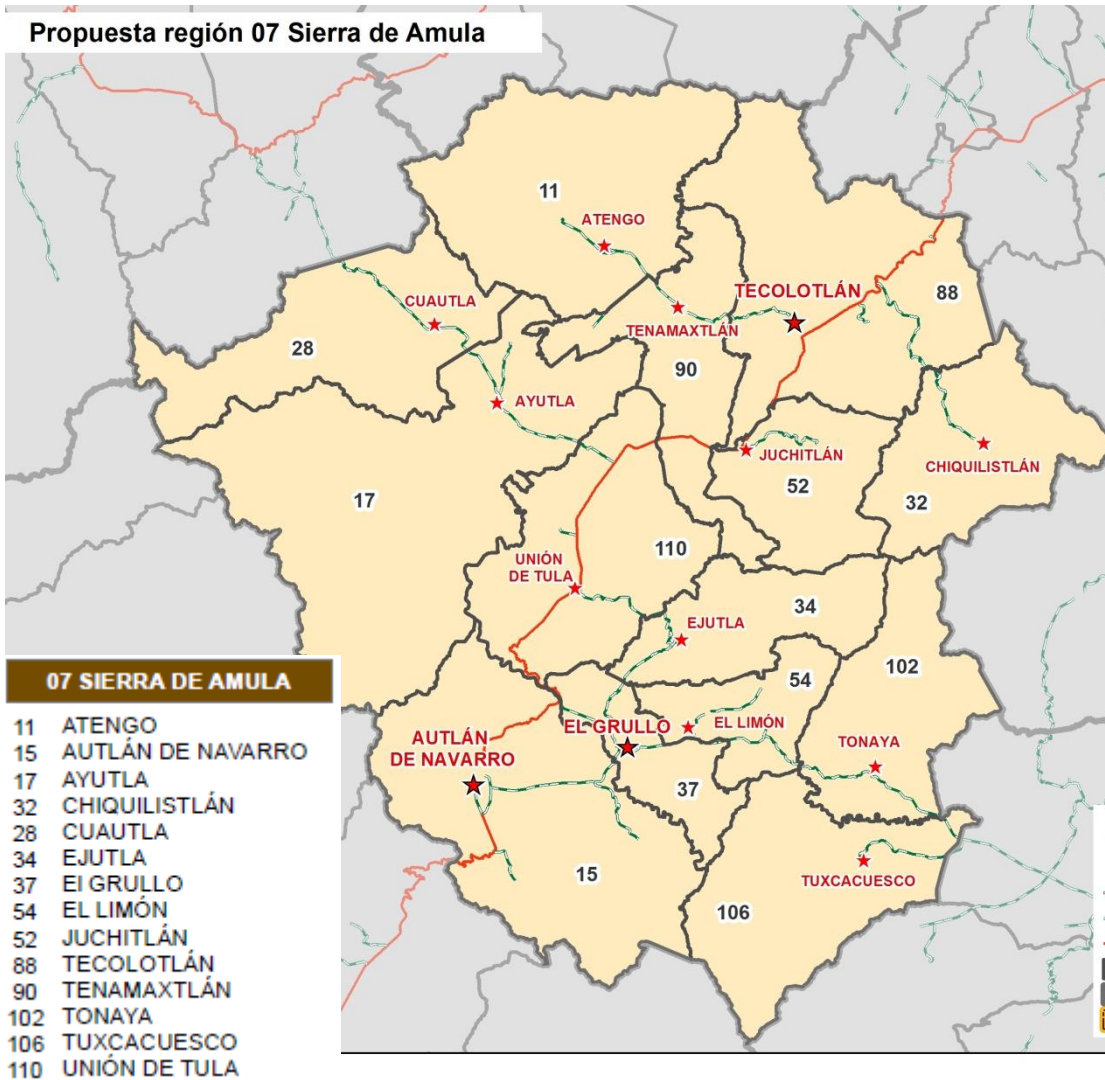 Propuesta región 07 Sierra de Amula
11
ATENGO
TECOLOTLÁN
88
CUAUTLA
TENAMAXTLÁN
28
90
AYUTLA
JUCHITLÁN
CHIQUILISTLÁN
52
32
17
110
UNIÓN
DE TULA
34
EJUTLA
102
54
EL GRULLO
EL LIMÓN
AUTLÁN
DE NAVARRO
TONAYA
37
15
TUXCACUESCO
106
07 SIERRA DE AMULA
11 ATENGO
15 AUTLÁN DE NAVARRO
17 AYUTLA
32 CHIQUILISTLÁN
28 CUAUTLA
34 EJUTLA
37 El GRULLO
54 EL LIMÓN
52 JUCHITLÁN
88 TECOLOTLÁN
90 TENAMAXTLÁN
102 TONAYA
106 TUXCACUESCO
110 UNIÓN DE TULA